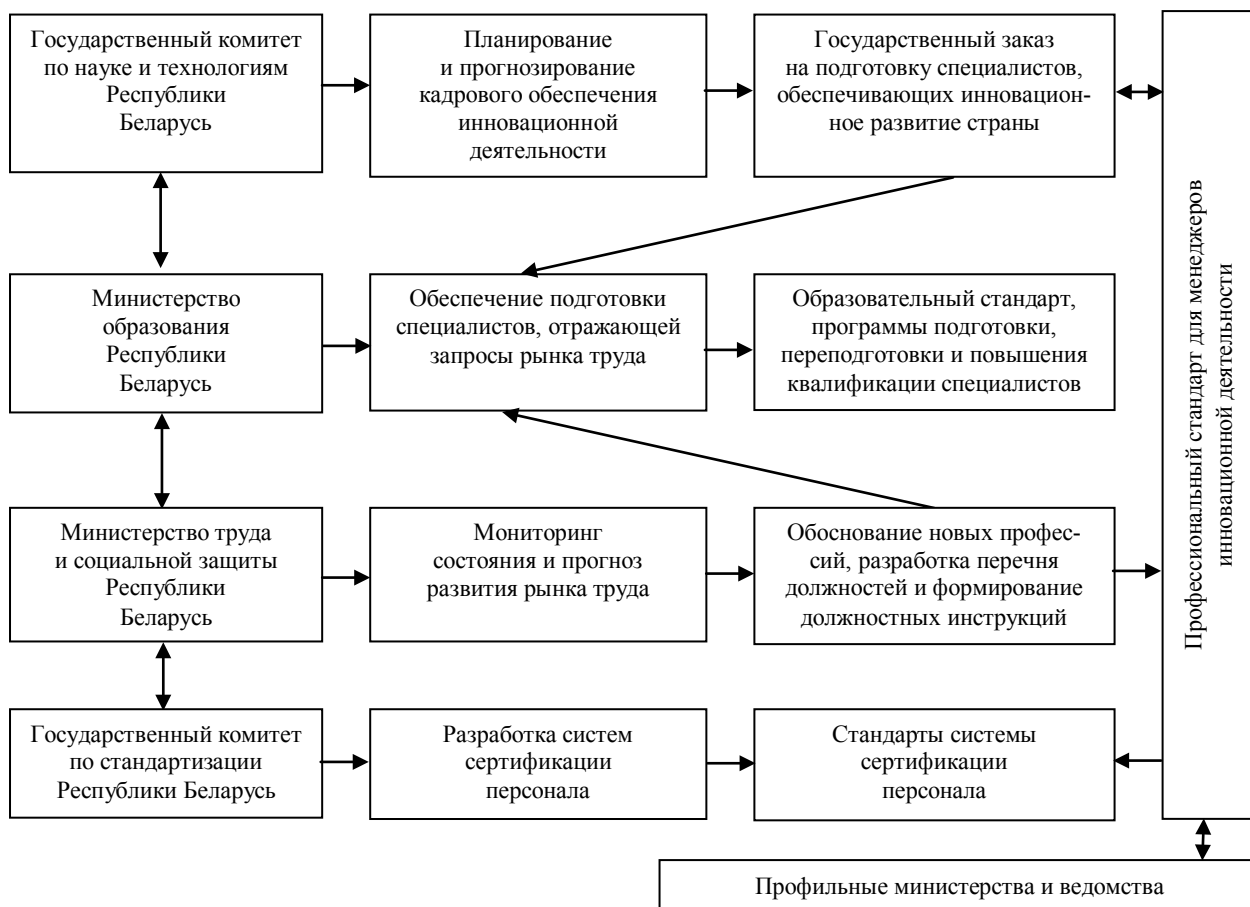 Государственный комитет
по науке и технологиям
Республики
Беларусь
Планирование
и прогнозирование
кадрового обеспечения
инновационной
деятельности
Государственный заказ
на подготовку специалистов,
обеспечивающих инновацион-
ное развитие страны
Министерство
образования
Республики
Беларусь
Обеспечение подготовки
специалистов, отражающей
запросы рынка труда
Образовательный стандарт,
программы подготовки,
переподготовки и повышения
квалификации специалистов
Министерство труда
и социальной защиты
Республики
Беларусь
Мониторинг
состояния и прогноз
развития рынка труда
Обоснование новых профес-
сий, разработка перечня
должностей и формирование
должностных инструкций
Государственный комитет
по стандартизации
Республики Беларусь
Разработка систем
сертификации
персонала
Стандарты системы
сертификации
персонала
Профессиональный стандарт для менеджеров
инновационной деятельности
Профильные министерства и ведомства